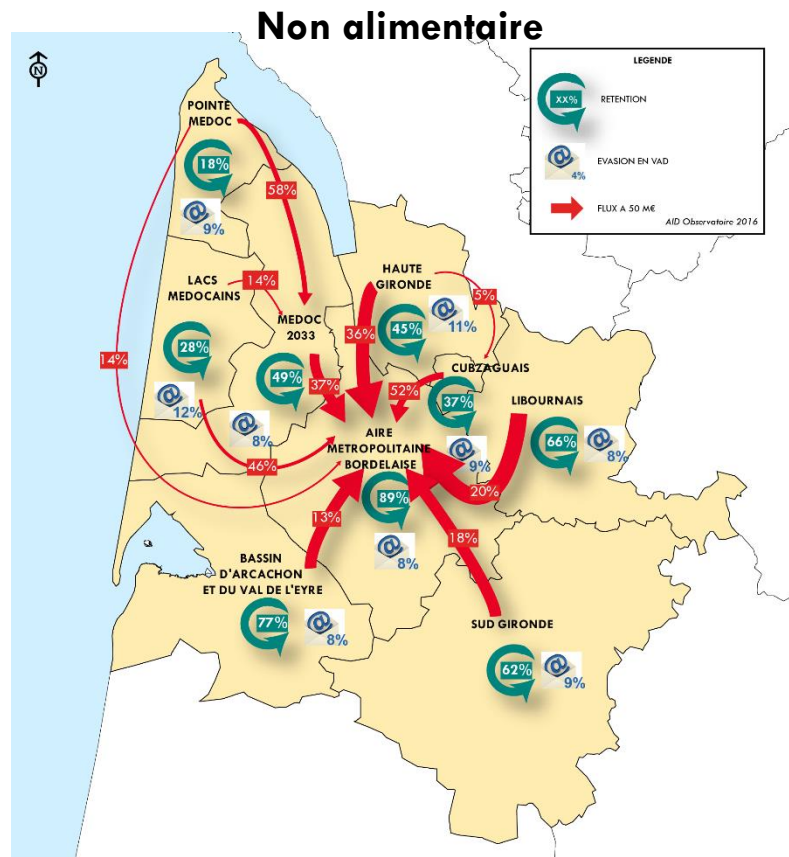 Non alimentaire
N
LEGENDE
XX%
RETENTION
@
4%
EVASION EN VAD
FLUX A 50 M€
AID Observatoire 2016
POINTE
MEDOC
18%
@
9%
58%
LACS
MEDOCAINS
14%
28%
@
12%
14%
MEDOC
2033
49%
37%
@
8%
46%
HAUTE
GIRONDE
36%
45%
@
11%
5%
CUBZAGUAIS
52%
37%
@
9%
LIBOURNAIS
66%
@
8%
20%
AIRE
METROPOLITAINE
BORDELAISE
89%
@
8%
13%
18%
BASSIN
D'ARCACHON
ET DU VAL DE L'EYRE
77%
@
8%
SUD GIRONDE
62%
@
9%